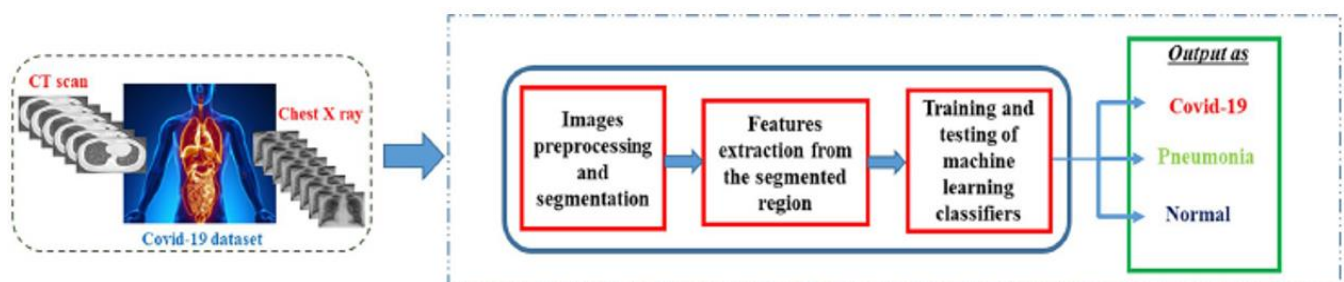 CT scan
Chest X ray
Covid-19 dataset
Images
preprocessing
and
segmentation
Features
extraction from
the segmented
region
Training and
testing of
machine
learning
classifiers
Output as
Covid-19
Pneumonia
Normal